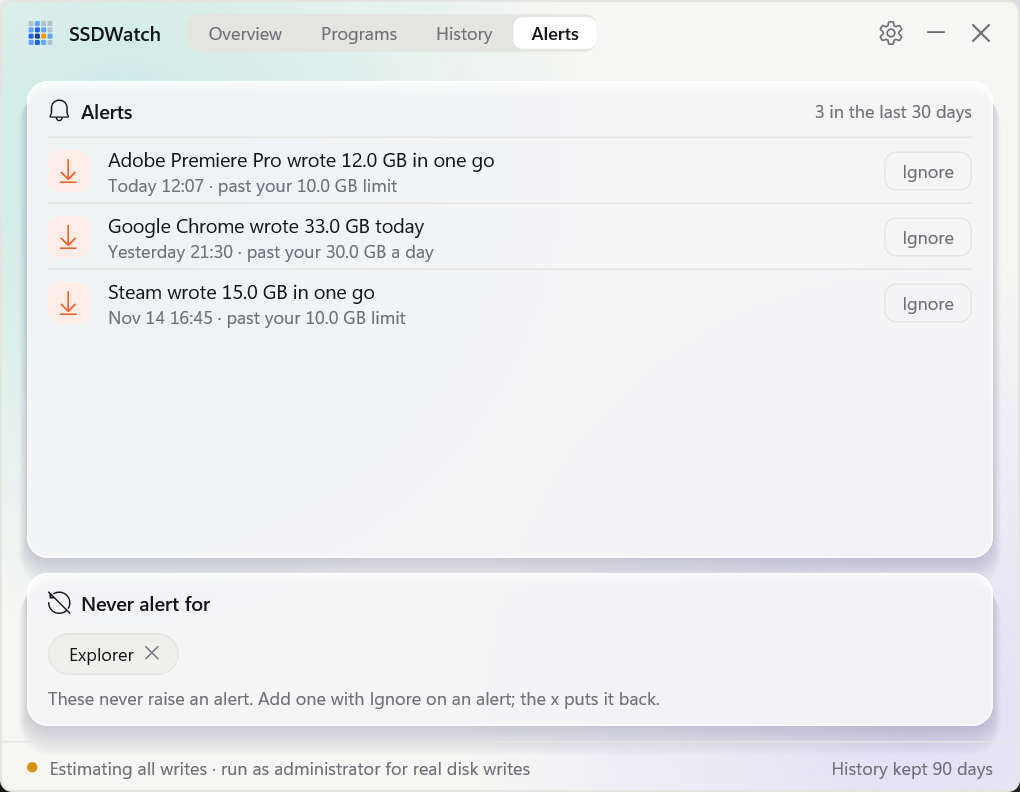 SSDWatch
Overview
Programs
History
Alerts
Alerts
3 in the last 30 days
Adobe Premiere Pro wrote 12.0 GB in one go
Today 12:07 · past your 10.0 GB limit
Ignore
Google Chrome wrote 33.0 GB today
Yesterday 21:30 · past your 30.0 GB a day
Ignore
Steam wrote 15.0 GB in one go
Nov 14 16:45 · past your 10.0 GB limit
Ignore
Never alert for
Explorer
These never raise an alert. Add one with Ignore on an alert; the x puts it back.
Estimating all writes · run as administrator for real disk writes
History kept 90 days